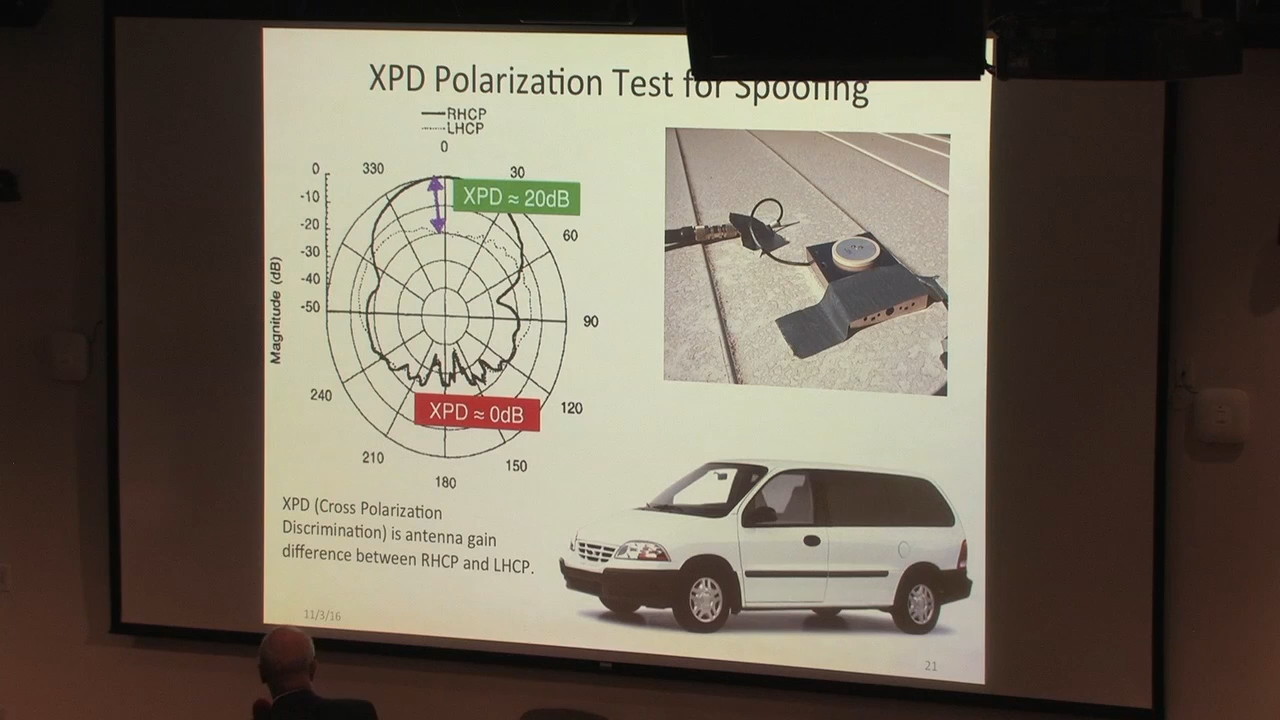 XPD Polarization Test for Spoofing
RHCP
LHCP
0
330
30
0
-10
-20
-30
-40
-50
Magnitude (dB)
XPD ≈ 20dB
60
90
240
120
XPD ≈ 0dB
210
150
180
XPD (Cross Polarization
Discrimination) is antenna gain
difference between RHCP and LHCP.
11/3/16
21